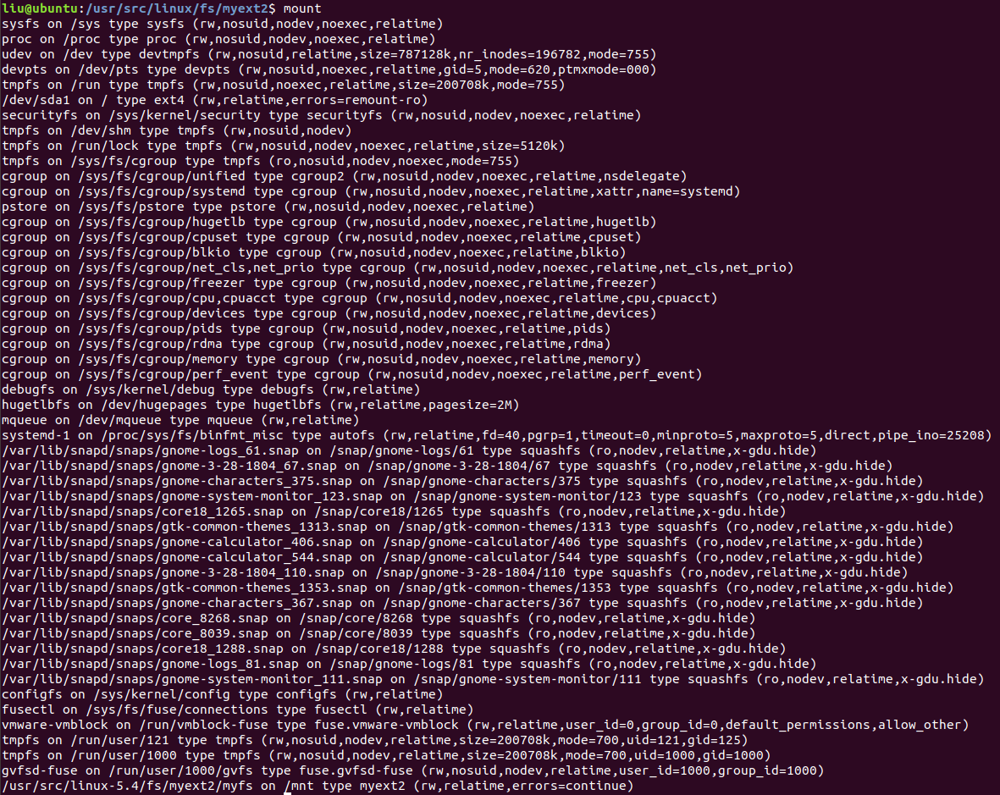 liu@ubuntu:/usr/src/linux/fs/myext2$ mount
sysfs on /sys type sysfs (rw,nosuid,nodev,noexec,relatime)
proc on /proc type proc (rw,nosuid,nodev,noexec,relatime)
udev on /dev type devtmpfs (rw,nosuid,relatime,size=787128k,nr_inodes=196782,mode=755)
devpts on /dev/pts type devpts (rw,nosuid,noexec,relatime,gid=5,mode=620,ptmxmode=000)
tmpfs on /run type tmpfs (rw,nosuid,noexec,relatime,size=200708k,mode=755)
/dev/sda1 on / type ext4 (rw,relatime,errors=remount-ro)
securityfs on /sys/kernel/security type securityfs (rw,nosuid,nodev,noexec,relatime)
tmpfs on /dev/shm type tmpfs (rw,nosuid,nodev)
tmpfs on /run/lock type tmpfs (rw,nosuid,nodev,noexec,relatime,size=5120k)
tmpfs on /sys/fs/cgroup type tmpfs (ro,nosuid,nodev,noexec,mode=755)
cgroup on /sys/fs/cgroup/unified type cgroup2 (rw,nosuid,nodev,noexec,relatime,nsdelegate)
cgroup on /sys/fs/cgroup/systemd type cgroup (rw,nosuid,nodev,noexec,relatime,xattr,name=systemd)
pstore on /sys/fs/pstore type pstore (rw,nosuid,nodev,noexec,relatime)
cgroup on /sys/fs/cgroup/hugetlb type cgroup (rw,nosuid,nodev,noexec,relatime,hugetlb)
cgroup on /sys/fs/cgroup/cpuset type cgroup (rw,nosuid,nodev,noexec,relatime,cpuset)
cgroup on /sys/fs/cgroup/blkio type cgroup (rw,nosuid,nodev,noexec,relatime,blkio)
cgroup on /sys/fs/cgroup/net_cls,net_prio type cgroup (rw,nosuid,nodev,noexec,relatime,net_cls,net_prio)
cgroup on /sys/fs/cgroup/freezer type cgroup (rw,nosuid,nodev,noexec,relatime,freezer)
cgroup on /sys/fs/cgroup/cpu,cpuacct type cgroup (rw,nosuid,nodev,noexec,relatime,cpu,cpuacct)
cgroup on /sys/fs/cgroup/devices type cgroup (rw,nosuid,nodev,noexec,relatime,devices)
cgroup on /sys/fs/cgroup/pids type cgroup (rw,nosuid,nodev,noexec,relatime,pids)
cgroup on /sys/fs/cgroup/rdma type cgroup (rw,nosuid,nodev,noexec,relatime,rdma)
cgroup on /sys/fs/cgroup/memory type cgroup (rw,nosuid,nodev,noexec,relatime,memory)
cgroup on /sys/fs/cgroup/perf_event type cgroup (rw,nosuid,nodev,noexec,relatime,perf_event)
debugfs on /sys/kernel/debug type debugfs (rw,relatime)
hugetlbfs on /dev/hugepages type hugetlbfs (rw,relatime,pagesize=2M)
mqueue on /dev/mqueue type mqueue (rw,relatime)
systemd-1 on /proc/sys/fs/binfmt_misc type autofs (rw,relatime,fd=40,pgrp=1,timeout=0,minproto=5,maxproto=5,direct,pipe_ino=25208)
/var/lib/snapd/snaps/gnome-logs_61.snap on /snap/gnome-logs/61 type squashfs (ro,nodev,relatime,x-gdu.hide)
/var/lib/snapd/snaps/gnome-3-28-1804_67.snap on /snap/gnome-3-28-1804/67 type squashfs (ro,nodev,relatime,x-gdu.hide)
/var/lib/snapd/snaps/gnome-characters_375.snap on /snap/gnome-characters/375 type squashfs (ro,nodev,relatime,x-gdu.hide)
/var/lib/snapd/snaps/gnome-system-monitor_123.snap on /snap/gnome-system-monitor/123 type squashfs (ro,nodev,relatime,x-gdu.hide)
/var/lib/snapd/snaps/core18_1265.snap on /snap/core18/1265 type squashfs (ro,nodev,relatime,x-gdu.hide)
/var/lib/snapd/snaps/gtk-common-themes_1313.snap on /snap/gtk-common-themes/1313 type squashfs (ro,nodev,relatime,x-gdu.hide)
/var/lib/snapd/snaps/gnome-calculator_406.snap on /snap/gnome-calculator/406 type squashfs (ro,nodev,relatime,x-gdu.hide)
/var/lib/snapd/snaps/gnome-calculator_544.snap on /snap/gnome-calculator/544 type squashfs (ro,nodev,relatime,x-gdu.hide)
/var/lib/snapd/snaps/gnome-3-28-1804_110.snap on /snap/gnome-3-28-1804/110 type squashfs (ro,nodev,relatime,x-gdu.hide)
/var/lib/snapd/snaps/gtk-common-themes_1353.snap on /snap/gtk-common-themes/1353 type squashfs (ro,nodev,relatime,x-gdu.hide)
/var/lib/snapd/snaps/gnome-characters_367.snap on /snap/gnome-characters/367 type squashfs (ro,nodev,relatime,x-gdu.hide)
/var/lib/snapd/snaps/core_8268.snap on /snap/core/8268 type squashfs (ro,nodev,relatime,x-gdu.hide)
/var/lib/snapd/snaps/core_8039.snap on /snap/core/8039 type squashfs (ro,nodev,relatime,x-gdu.hide)
/var/lib/snapd/snaps/core18_1288.snap on /snap/core18/1288 type squashfs (ro,nodev,relatime,x-gdu.hide)
/var/lib/snapd/snaps/gnome-logs_81.snap on /snap/gnome-logs/81 type squashfs (ro,nodev,relatime,x-gdu.hide)
/var/lib/snapd/snaps/gnome-system-monitor_111.snap on /snap/gnome-system-monitor/111 type squashfs (ro,nodev,relatime,x-gdu.hide)
configfs on /sys/kernel/config type configfs (rw,relatime)
fusectl on /sys/fs/fuse/connections type fusectl (rw,relatime)
vmware-vmblock on /run/vmblock-fuse type fuse.vmware-vmblock (rw,relatime,user_id=0,group_id=0,default_permissions,allow_other)
tmpfs on /run/user/121 type tmpfs (rw,nosuid,nodev,relatime,size=200708k,mode=700,uid=121,gid=125)
tmpfs on /run/user/1000 type tmpfs (rw,nosuid,nodev,relatime,size=200708k,mode=700,uid=1000,gid=1000)
gvfsd-fuse on /run/user/1000/gvfs type fuse.gvfsd-fuse (rw,nosuid,nodev,relatime,user_id=1000,group_id=1000)
/usr/src/linux-5.4/fs/myext2/myfs on /mnt type myext2 (rw,relatime,errors=continue)